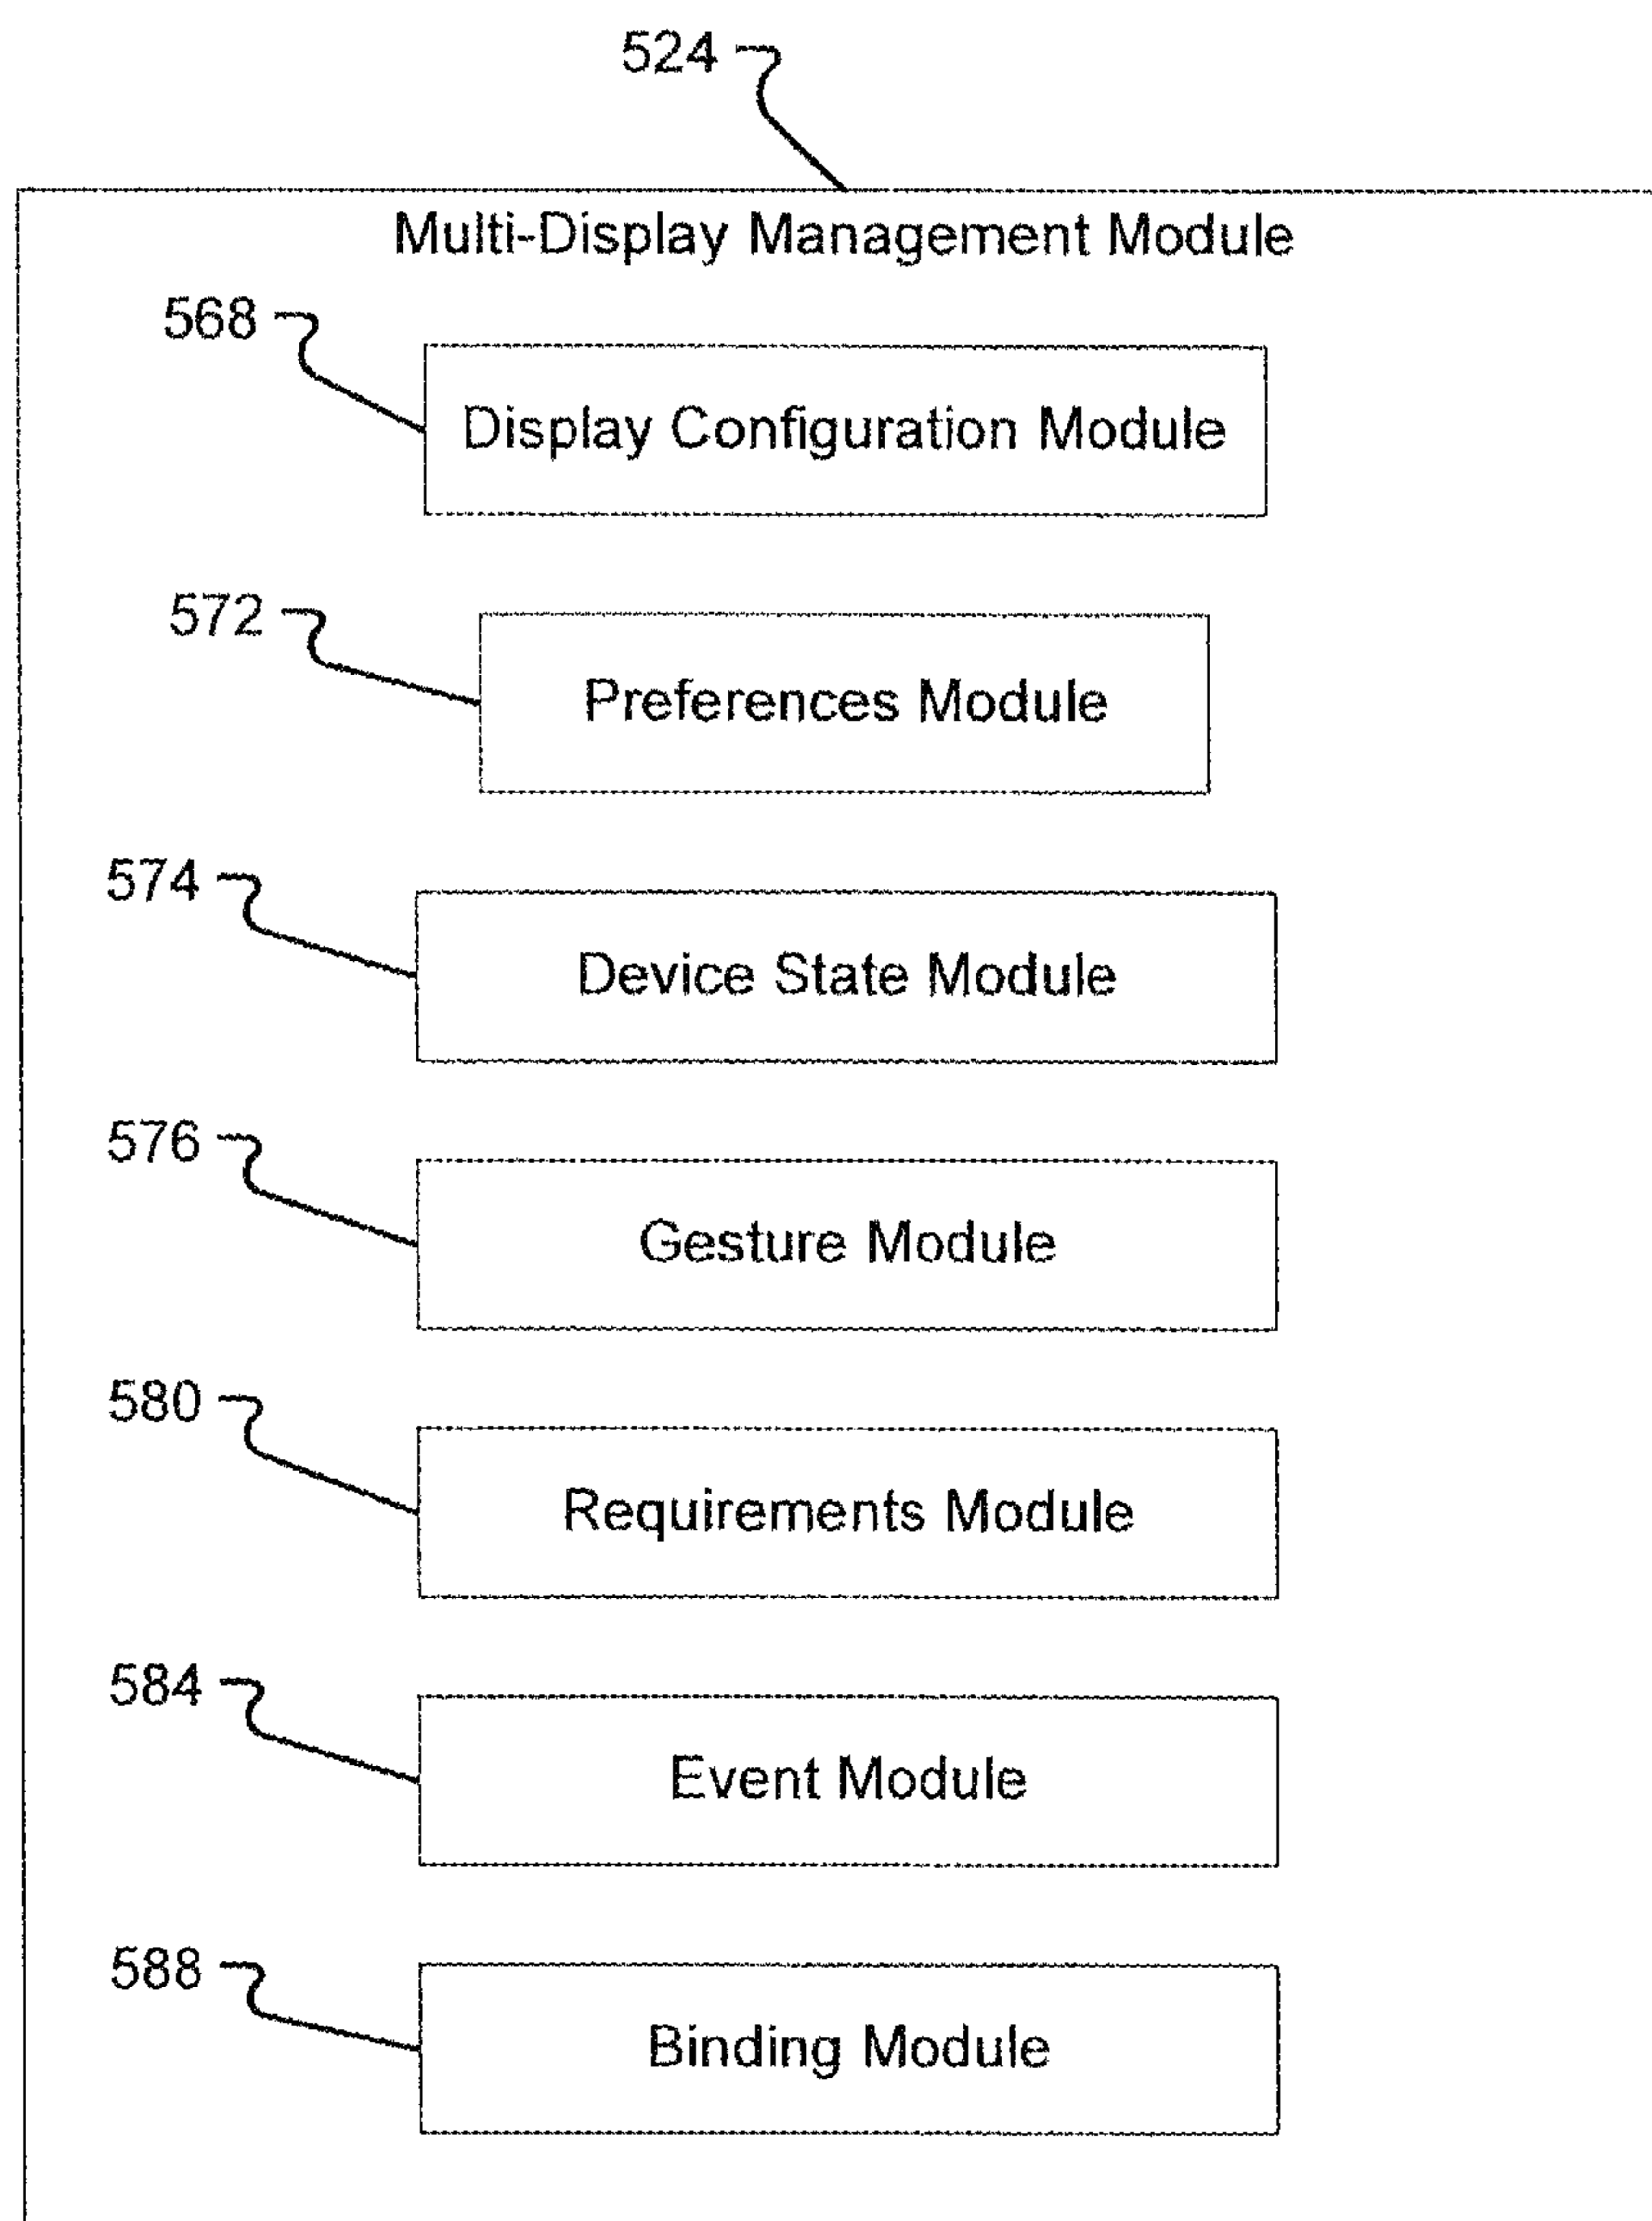 524
Multi-Display Management Module
568
Display Configuration Module
572
Preferences Module
574
Device State Module
576
Gesture Module
580
Requirements Module
584
Event Module
588
Binding Module